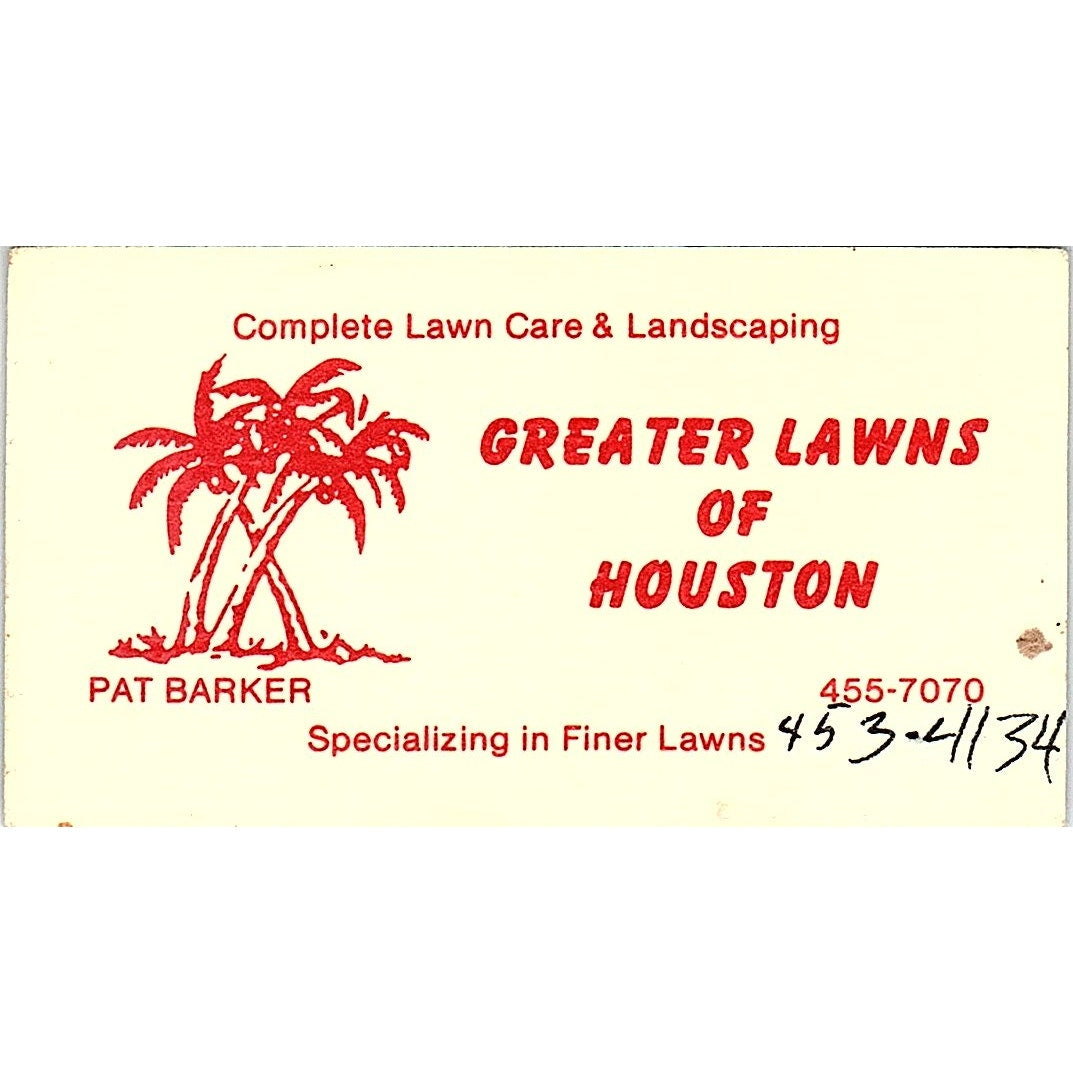 Complete Lawn Care & Landscaping
GREATER LAWNS
OF
HOUSTON
PAT BARKER 455-7070
Specializing in Finer Lawns 453-4134